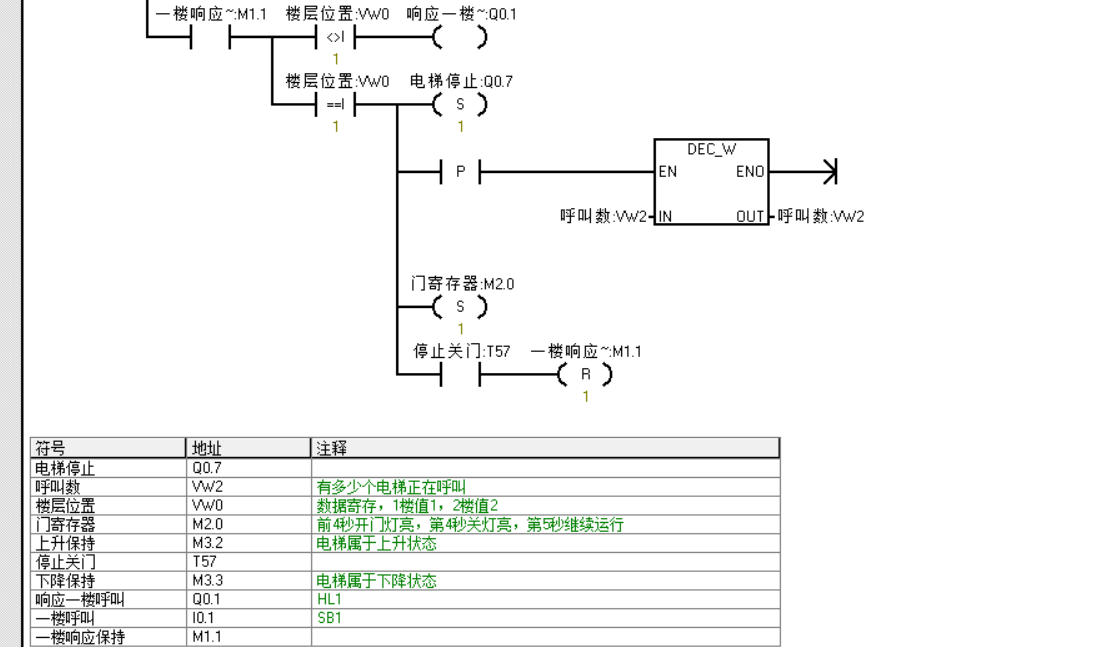 一楼响应~:M1.1 楼层位置:VW0 响应一楼~:Q0.1
<>I
1
楼层位置:VW0 电梯停止:Q0.7
==I S
1 1
DEC_W
P EN ENO
呼叫数:VW2 IN OUT 呼叫数:VW2
门寄存器:M2.0
S
1
停止关门:T57 一楼响应~:M1.1
R
1
符号 地址 注释
电梯停止 Q0.7
呼叫数 VW2 有多少个电梯正在呼叫
楼层位置 VW0 数据寄存，1楼值1，2楼值2
门寄存器 M2.0 前4秒开门灯亮，第4秒关灯亮，第5秒继续运行
上升保持 M3.2 电梯属于上升状态
停止关门 T57
下降保持 M3.3 电梯属于下降状态
响应一楼呼叫 Q0.1 HL1
一楼呼叫 I0.1 SB1
一楼响应保持 M1.1